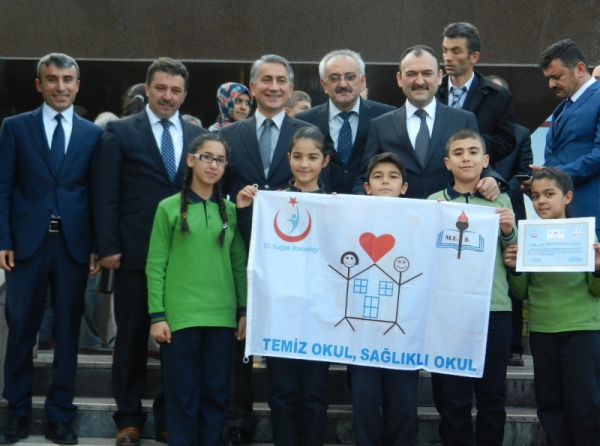 T.C. Sağlık Bakanlığı
M.E.B.
TEMİZ OKUL, SAĞLIKLI OKUL